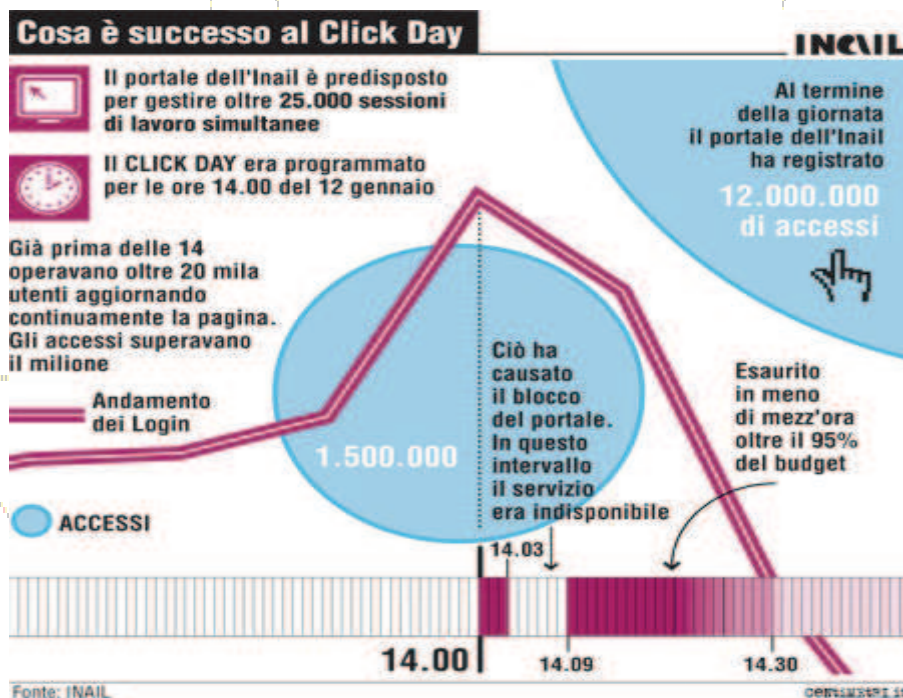 Cosa è successo al Click Day
INAIL
Il portale dell'Inail è predisposto
per gestire oltre 25.000 sessioni
di lavoro simultanee
Il CLICK DAY era programmato
per le ore 14.00 del 12 gennaio
Già prima delle 14
operavano oltre 20 mila
utenti aggiornando
continuamente la pagina.
Gli accessi superavano
il milione
Andamento
dei Login
ACCESSI
Al termine
della giornata
il portale dell'Inail
ha registrato
12.000.000
di accessi
1.500.000
Ciò ha
causato
il blocco
del portale.
In questo
intervallo
il servizio
era indisponibile
Esaurito
in meno
di mezz'ora
oltre il 95%
del budget
14.03
14.00
14.09
14.30
Fonte: INAIL
centimetri.it